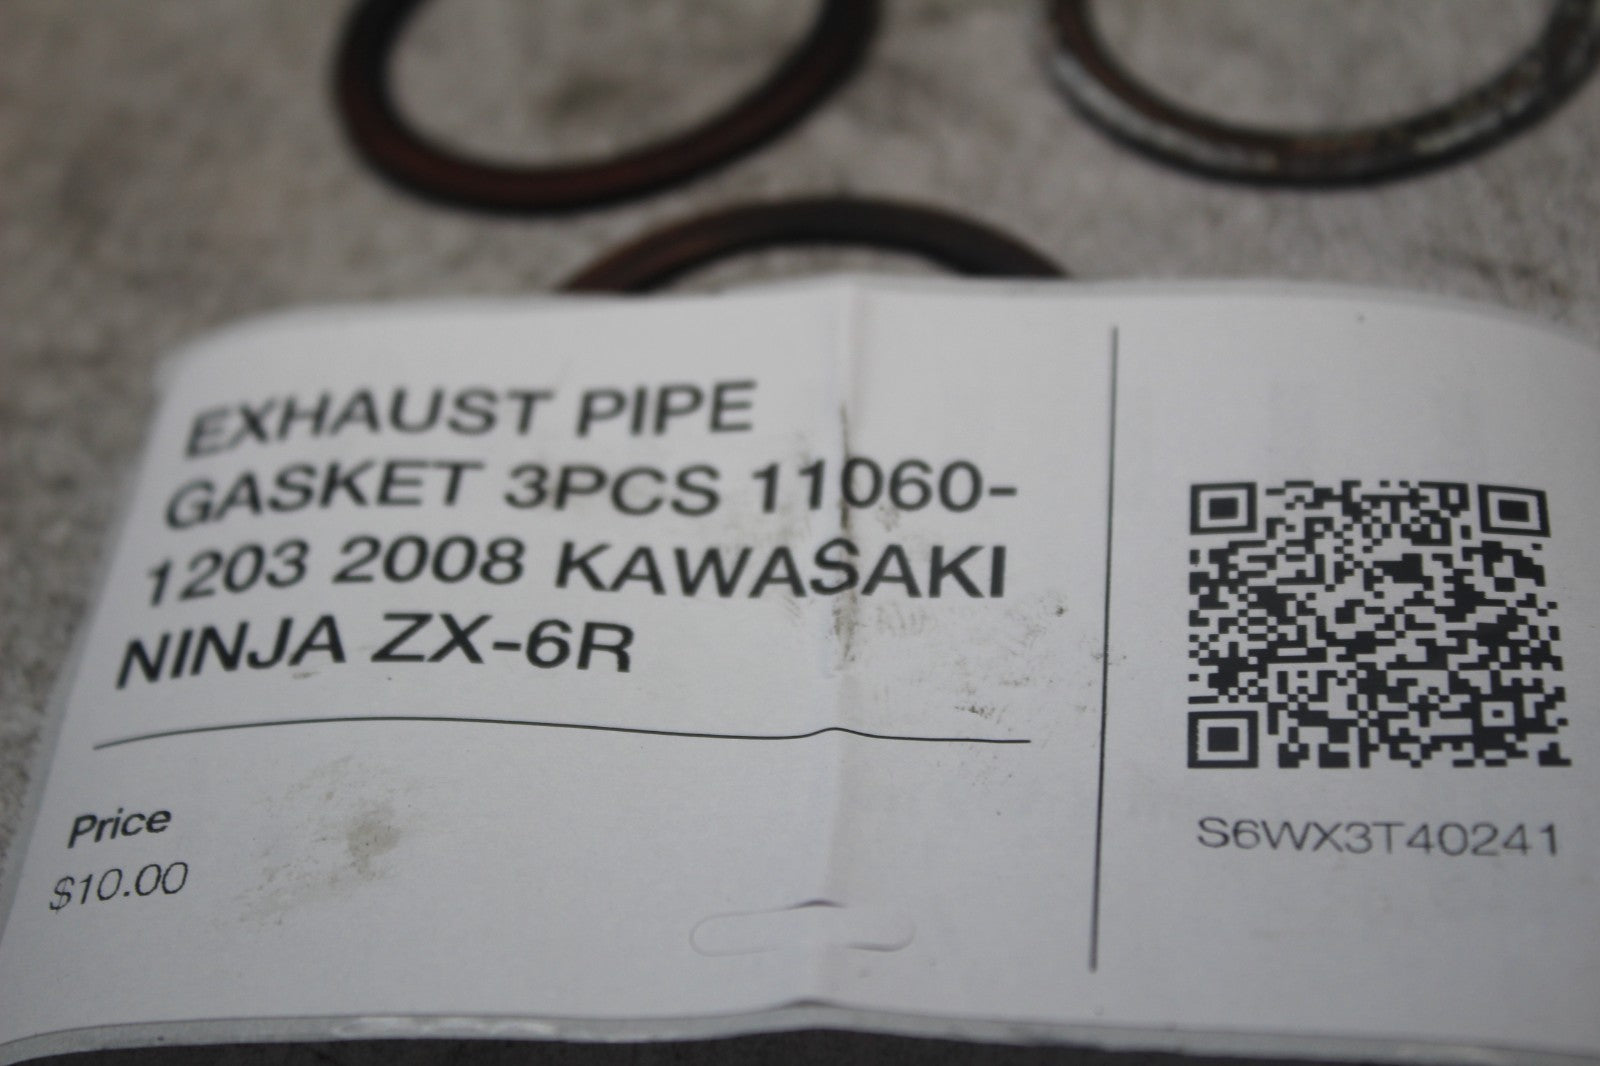 EXHAUST PIPE
GASKET 3PCS 11060-
1203 2008 KAWASAKI
NINJA ZX-6R
Price
$10.00
S6WX3T40241